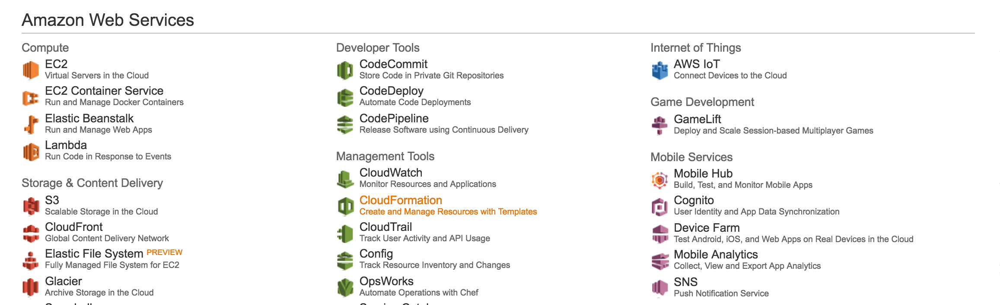 Amazon Web Services
Compute
EC2
Virtual Servers in the Cloud
EC2 Container Service
Run and Manage Docker Containers
Elastic Beanstalk
Run and Manage Web Apps
Lambda
Run Code in Response to Events
Storage & Content Delivery
S3
Scalable Storage in the Cloud
CloudFront
Global Content Delivery Network
Elastic File System PREVIEW
Fully Managed File System for EC2
Glacier
Archive Storage in the Cloud
Developer Tools
CodeCommit
Store Code in Private Git Repositories
CodeDeploy
Automate Code Deployments
CodePipeline
Release Software using Continuous Delivery
Management Tools
CloudWatch
Monitor Resources and Applications
CloudFormation
Create and Manage Resources with Templates
CloudTrail
Track User Activity and API Usage
Config
Track Resource Inventory and Changes
OpsWorks
Automate Operations with Chef
Internet of Things
AWS IoT
Connect Devices to the Cloud
Game Development
GameLift
Deploy and Scale Session-based Multiplayer Games
Mobile Services
Mobile Hub
Build, Test, and Monitor Mobile Apps
Cognito
User Identity and App Data Synchronization
Device Farm
Test Android, iOS, and Web Apps on Real Devices in the Cloud
Mobile Analytics
Collect, View and Export App Analytics
SNS
Push Notification Service